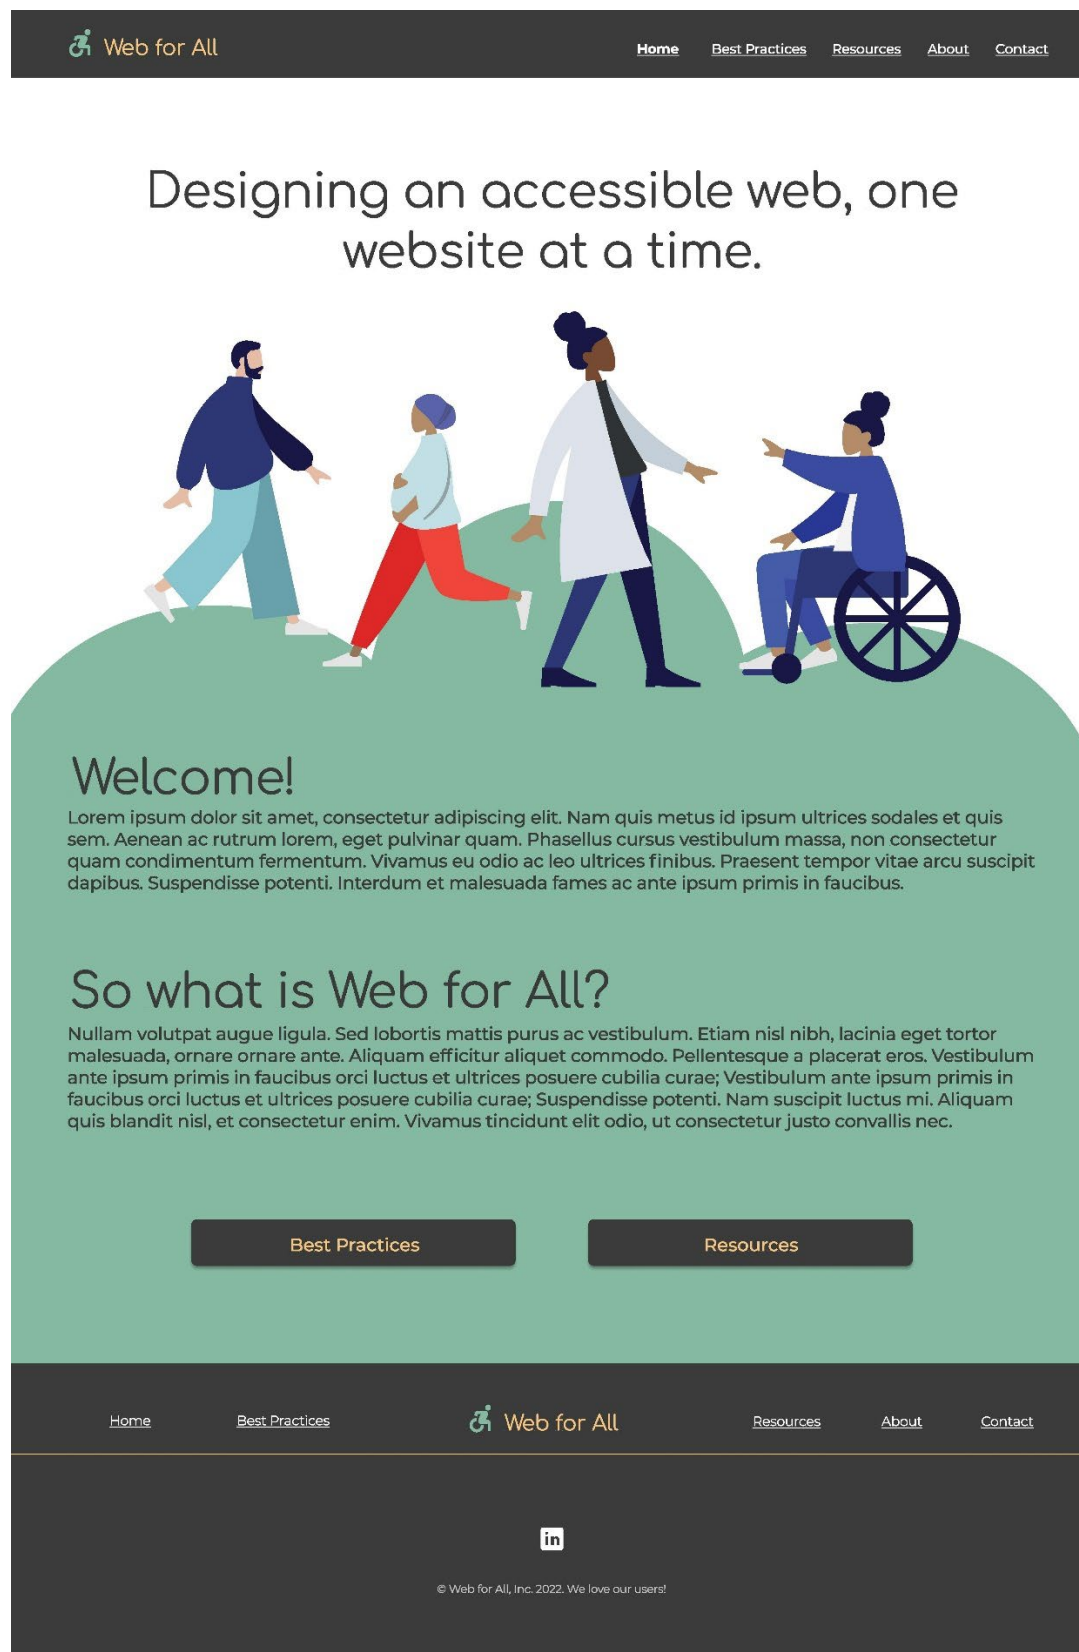 Web for All
Home Best Practices Resources About Contact
Designing an accessible web, one
website at a time.
Welcome!
Lorem ipsum dolor sit amet, consectetur adipiscing elit. Nam quis metus id ipsum ultrices sodales et quis
sem. Aenean ac rutrum lorem, eget pulvinar quam. Phasellus cursus vestibulum massa, non consectetur
quam condimentum fermentum. Vivamus eu odio ac leo ultrices finibus. Praesent tempor vitae arcu suscipit
dapibus. Suspendisse potenti. Interdum et malesuada fames ac ante ipsum primis in faucibus.
So what is Web for All?
Nullam volutpat augue ligula. Sed lobortis mattis purus ac vestibulum. Etiam nisl nibh, lacinia eget tortor
malesuada, ornare ornare ante. Aliquam efficitur aliquet commodo. Pellentesque a placerat eros. Vestibulum
ante ipsum primis in faucibus orci luctus et ultrices posuere cubilia curae; Vestibulum ante ipsum primis in
faucibus orci luctus et ultrices posuere cubilia curae; Suspendisse potenti. Nam suscipit luctus mi. Aliquam
quis blandit nisl, et consectetur enim. Vivamus tincidunt elit odio, ut consectetur justo convallis nec.
Best Practices
Resources
Home Best Practices Web for All Resources About Contact
in
© Web for All, Inc. 2022. We love our users!